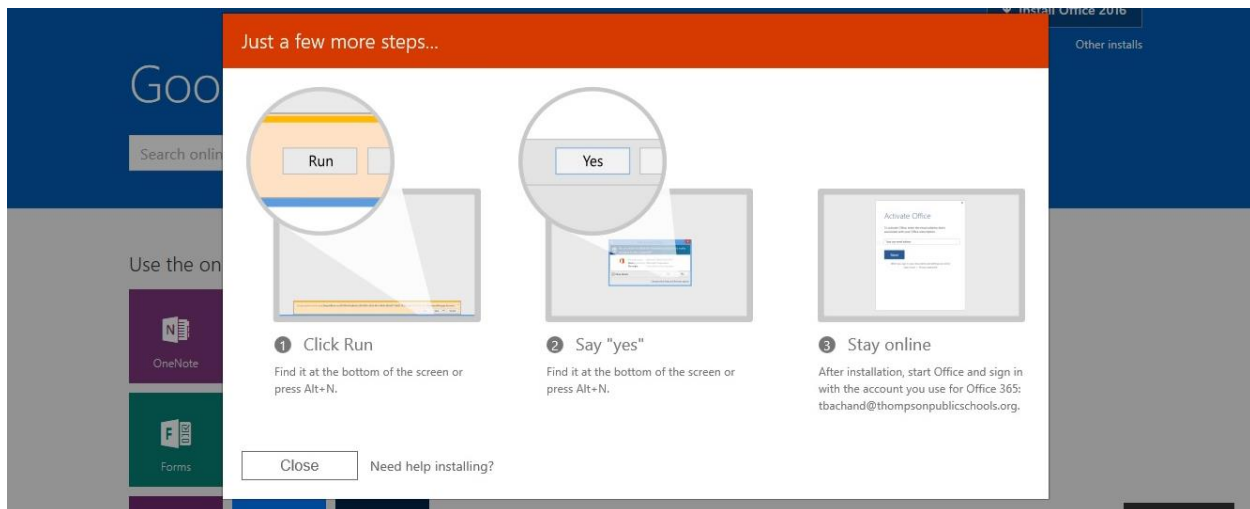 Install Office 2016
Just a few more steps...
Other installs
Goo
Search onlin
Run
Yes
Activate Office
Use the on
1 Click Run
2 Say "yes"
3 Stay online
Find it at the bottom of the screen or
press Alt+N.
Find it at the bottom of the screen or
press Alt+N.
After installation, start Office and sign in
with the account you use for Office 365:
tbachand@thompsonpublicschools.org.
OneNote
Forms
Close
Need help installing?